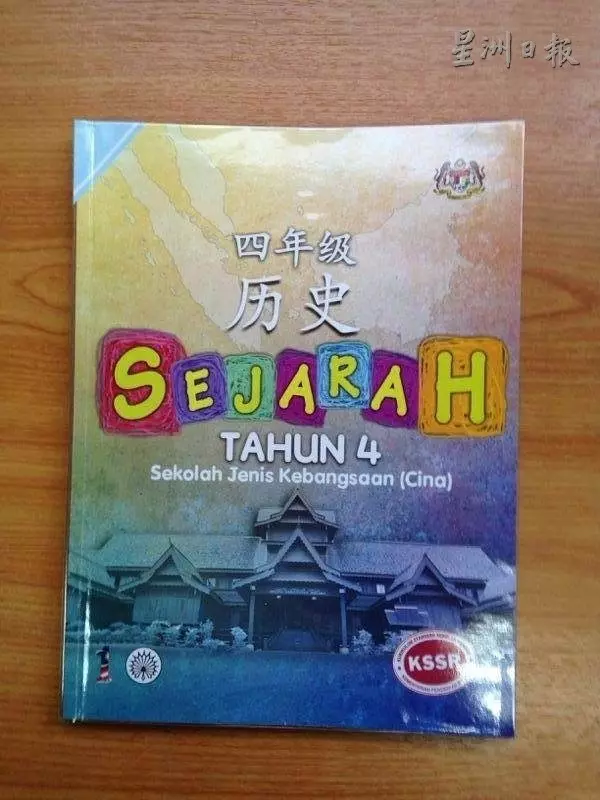 星洲日报
四年级
历史
SEJARAH
TAHUN 4
Sekolah Jenis Kebangsaan (Cina)
KSSR